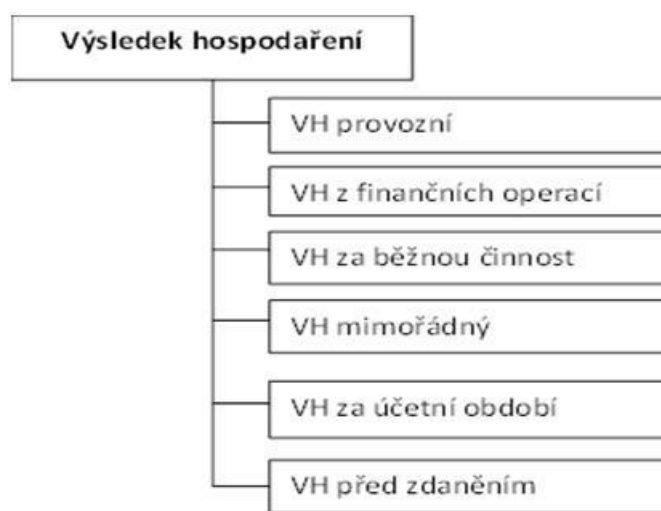 Výsledek hospodaření
VH provozní
VH z finančních operací
VH za běžnou činnost
VH mimořádný
VH za účetní období
VH před zdaněním